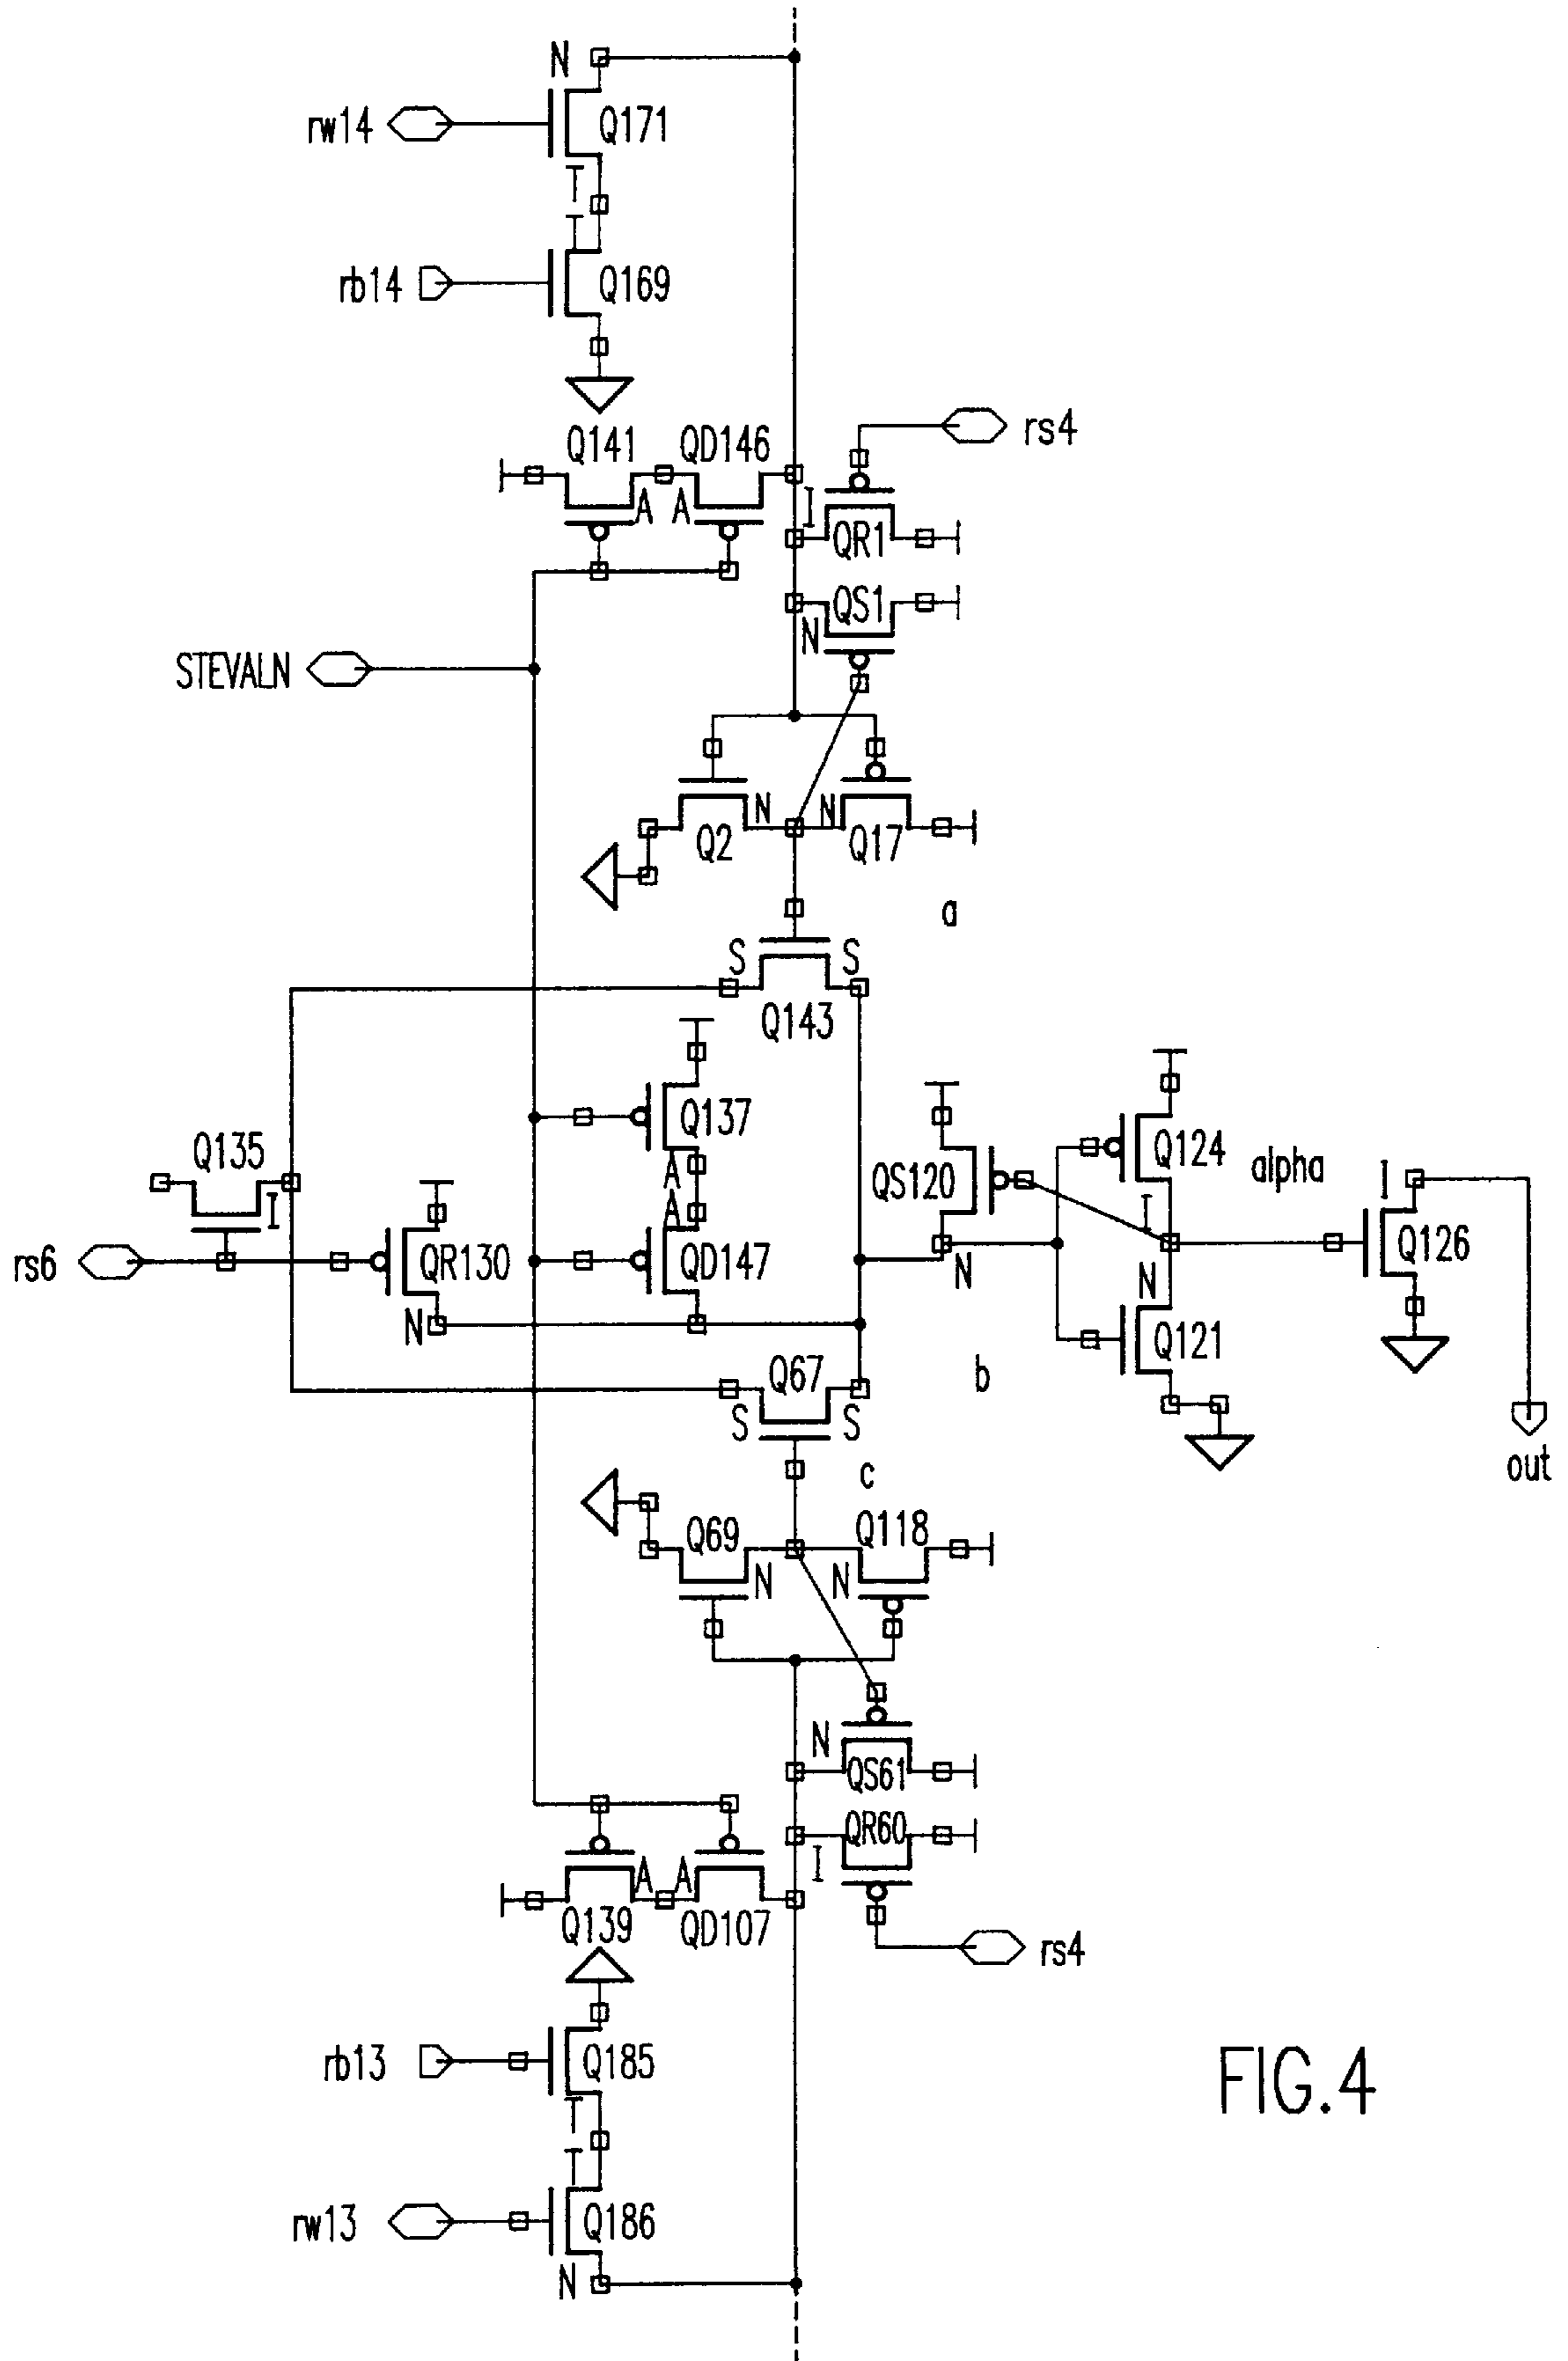 N
rw14
Q171
T
T
rb14
Q169
Q141
QD146
rs4
A
A
I
QR1
QS1
N
STEVALN
N
N
Q2
Q17
a
S
S
Q143
Q137
Q135
A
QS120
Q124
alpha
I
I
A
I
rs6
QR130
QD147
N
N
Q126
N
Q121
Q67
b
S
S
c
out
Q69
Q118
N
N
N
QS61
QR60
I
A
A
Q139
QD107
rs4
rb13
Q185
T
T
rw13
Q186
N
FIG.4